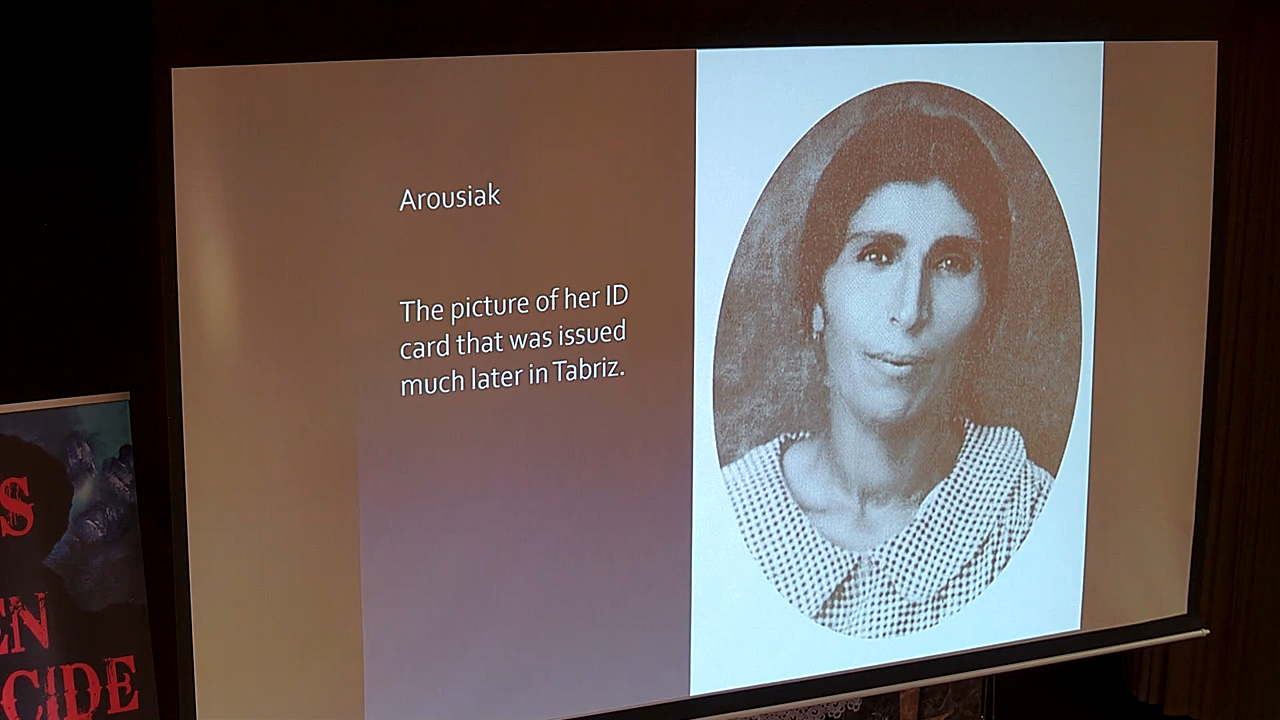 Arousiak
The picture of her ID
card that was issued
much later in Tabriz.
S
EN
CIDE